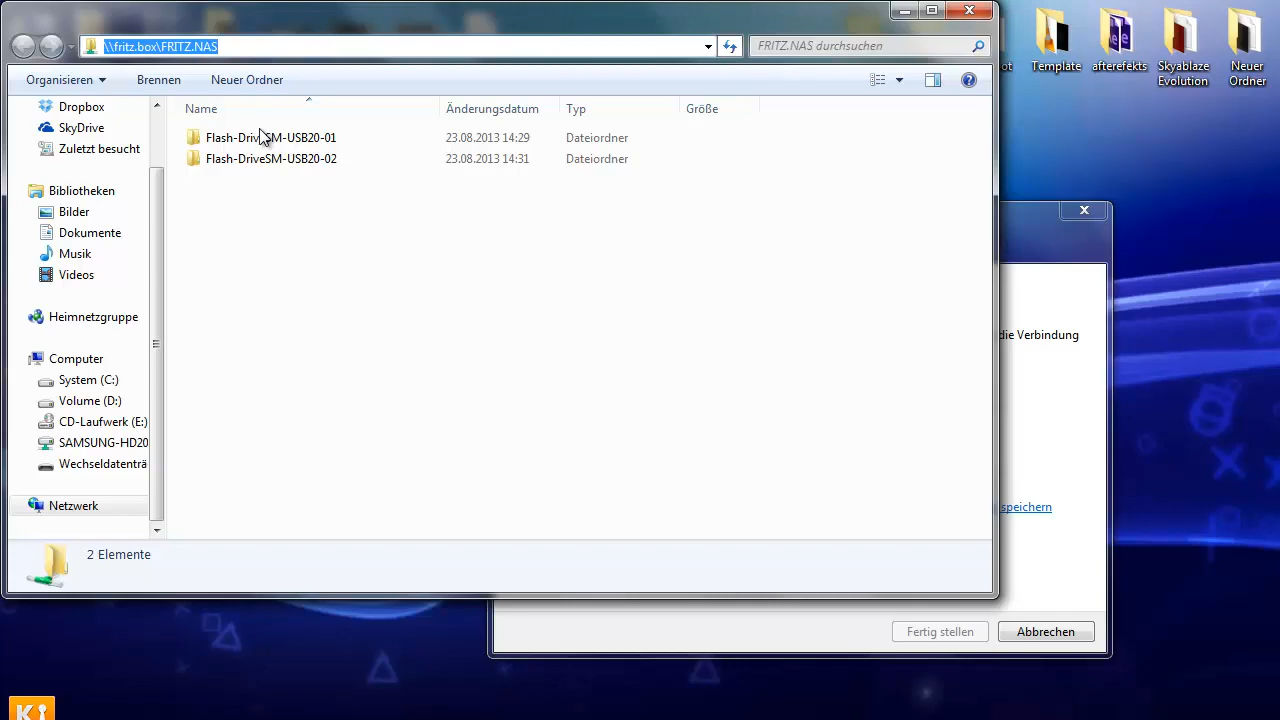 \\fritz.box\FRITZ.NAS
FRITZ.NAS durchsuchen
Organisieren
Brennen
Neuer Ordner
Name
Änderungsdatum
Typ
Größe
Flash-DriveSM-USB20-01
23.08.2013 14:29
Dateiordner
Flash-DriveSM-USB20-02
23.08.2013 14:31
Dateiordner
Dropbox
SkyDrive
Zuletzt besucht
Bibliotheken
Bilder
Dokumente
Musik
Videos
Heimnetzgruppe
Computer
System (C:)
Volume (D:)
CD-Laufwerk (E:)
SAMSUNG-HD20
Wechseldatenträ
Netzwerk
2 Elemente
ot
Template
afterefekts
Skyablaze
Evolution
Neuer
Ordner
die Verbindung
speichern
Fertig stellen
Abbrechen
Ki